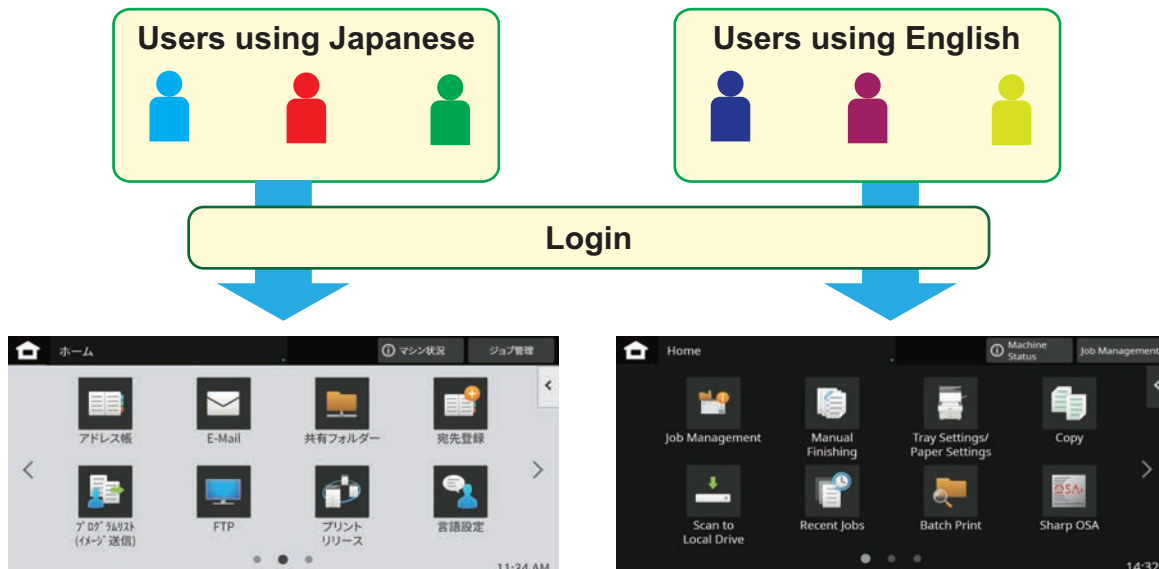 Users using Japanese
Users using English
Login
ホーム
マシン状況
ジョブ管理
アドレス帳
E-Mail
共有フォルダー
宛先登録
プログラムリスト
(イメージ送信)
FTP
プリント
リリース
言語設定
11:34 AM
Home
Machine
Status
Job Management
Job Management
Manual
Finishing
Tray Settings/
Paper Settings
Copy
Scan to
Local Drive
Recent Jobs
Batch Print
OSA
Sharp OSA
14:32